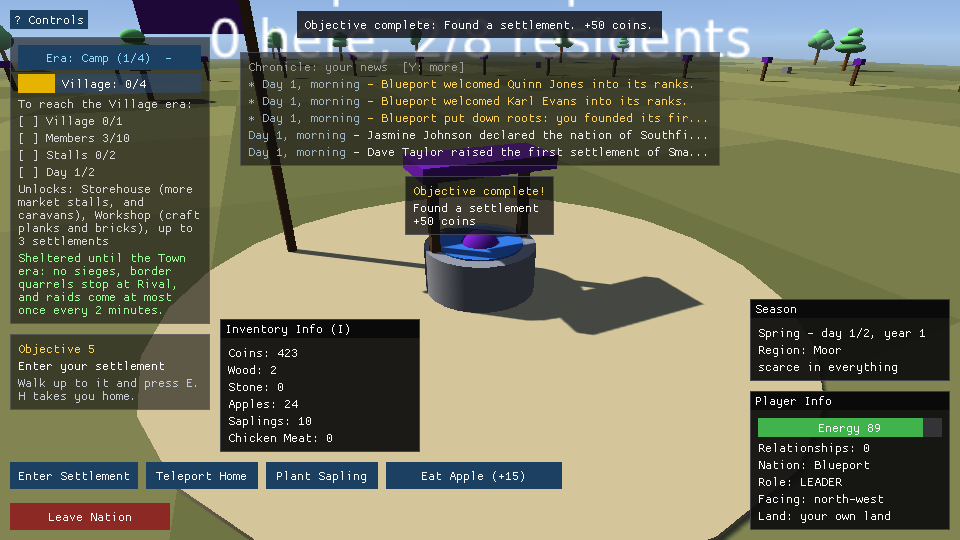 ? Controls
Objective complete: Found a settlement. +50 coins.
0 here, 2/8 residents
Era: Camp (1/4) -
Village: 0/4
To reach the Village era:
[ ] Village 0/1
[ ] Members 3/10
[ ] Stalls 0/2
[ ] Day 1/2
Unlocks: Storehouse (more
market stalls, and
caravans), Workshop (craft
planks and bricks), up to
3 settlements
Sheltered until the Town
era: no sieges, border
quarrels stop at Rival,
and raids come at most
once every 2 minutes.
Chronicle: your news [Y: more]
* Day 1, morning - Blueport welcomed Quinn Jones into its ranks.
* Day 1, morning - Blueport welcomed Karl Evans into its ranks.
* Day 1, morning - Blueport put down roots: you founded its fir...
Day 1, morning - Jasmine Johnson declared the nation of Southfi...
Day 1, morning - Dave Taylor raised the first settlement of Sma...
Objective complete!
Found a settlement
+50 coins
Objective 5
Enter your settlement
Walk up to it and press E.
H takes you home.
Inventory Info (I)
Coins: 423
Wood: 2
Stone: 0
Apples: 24
Saplings: 10
Chicken Meat: 0
Season
Spring - day 1/2, year 1
Region: Moor
scarce in everything
Player Info
Energy 89
Relationships: 0
Nation: Blueport
Role: LEADER
Facing: north-west
Land: your own land
Enter Settlement
Teleport Home
Plant Sapling
Eat Apple (+15)
Leave Nation